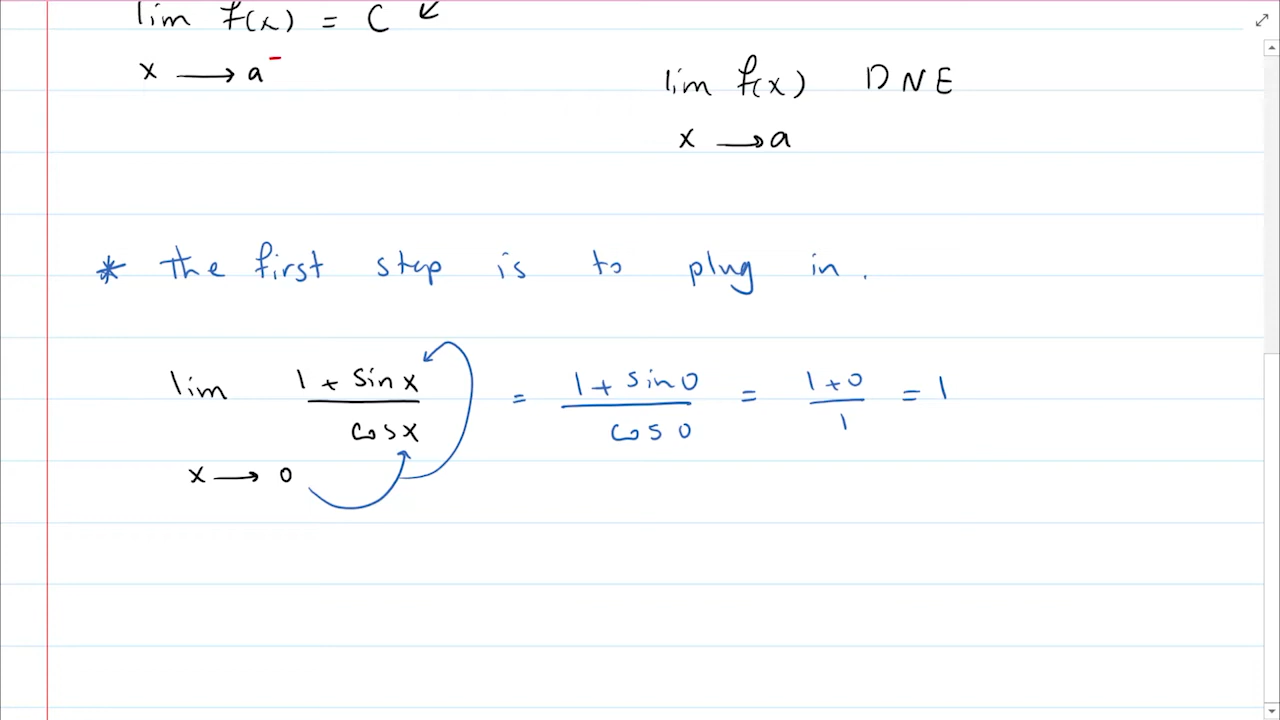 lim f(x) = C
x → a⁻
lim f(x) DNE
x → a
* The first step is to plug in.
lim (1 + sin x)/(cos x) = (1 + sin 0)/(cos 0) = (1 + 0)/1 = 1
x → 0